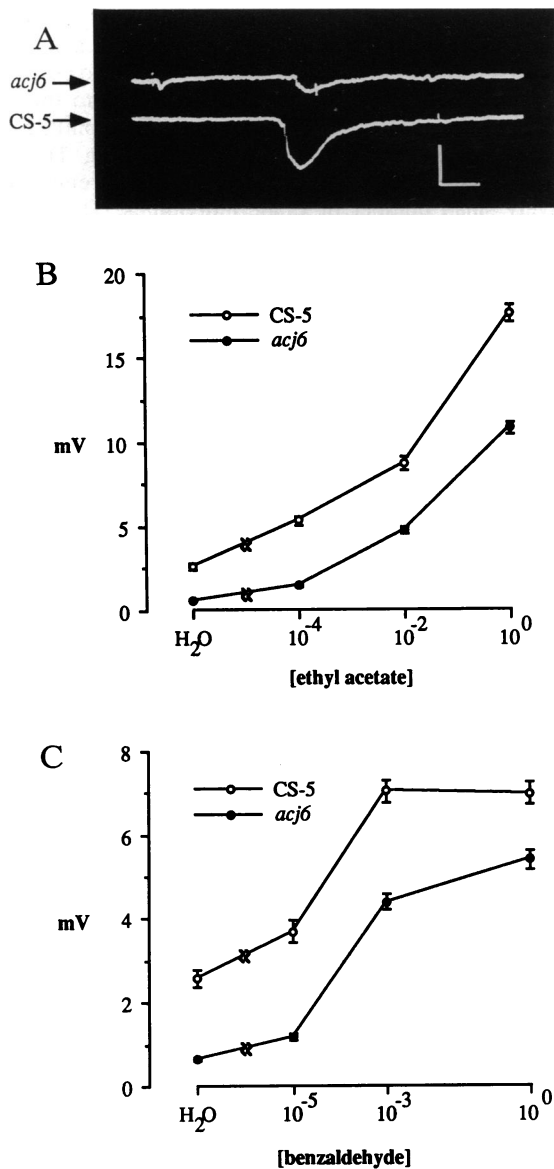 A
acj6
CS-5
B
20
15
mV
10
5
0
CS-5
acj6
H2O
10-4
10-2
100
[ethyl acetate]
C
8
6
mV
4
2
0
CS-5
acj6
H2O
10-5
10-3
100
[benzaldehyde]